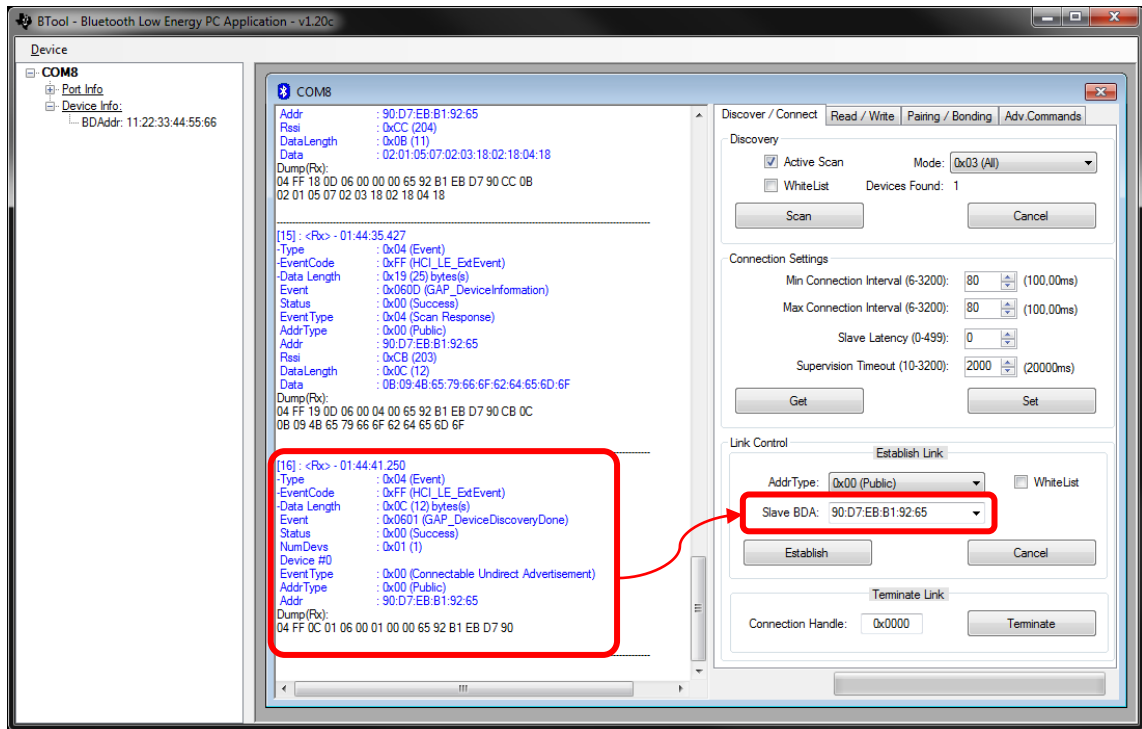 BTool - Bluetooth Low Energy PC Application - v1.20c
Device
COM8
Port Info
Device Info:
BDAddr: 11:22:33:44:55:66
COM8
Addr : 90:D7:EB:B1:92:65
Rssi : 0xCC (204)
DataLength : 0x0B (11)
Data : 02:01:05:07:02:03:18:02:18:04:18
Dump(Rx):
04 FF 18 0D 06 00 00 00 65 92 B1 EB D7 90 CC 0B
02 01 05 07 02 03 18 02 18 04 18
[15] : <Rx> - 01:44:35.427
-Type : 0x04 (Event)
-EventCode : 0xFF (HCI_LE_ExtEvent)
-Data Length : 0x19 (25) bytes(s)
Event : 0x060D (GAP_DeviceInformation)
Status : 0x00 (Success)
EventType : 0x04 (Scan Response)
AddrType : 0x00 (Public)
Addr : 90:D7:EB:B1:92:65
Rssi : 0xCB (203)
DataLength : 0x0C (12)
Data : 0B:09:4B:65:79:66:6F:62:64:65:6D:6F
Dump(Rx):
04 FF 19 0D 06 00 04 00 65 92 B1 EB D7 90 CB 0C
0B 09 4B 65 79 66 6F 62 64 65 6D 6F
[16] : <Rx> - 01:44:41.250
-Type : 0x04 (Event)
-EventCode : 0xFF (HCI_LE_ExtEvent)
-Data Length : 0x0C (12) bytes(s)
Event : 0x0601 (GAP_DeviceDiscoveryDone)
Status : 0x00 (Success)
NumDevs : 0x01 (1)
Device #0
EventType : 0x00 (Connectable Undirect Advertisement)
AddrType : 0x00 (Public)
Addr : 90:D7:EB:B1:92:65
Dump(Rx):
04 FF 0C 01 06 00 01 00 00 65 92 B1 EB D7 90
Discover / Connect Read / Write Pairing / Bonding Adv.Commands
Discovery
Active Scan Mode: 0x03 (All)
WhiteList Devices Found: 1
Scan Cancel
Connection Settings
Min Connection Interval (6-3200): 80 (100.00ms)
Max Connection Interval (6-3200): 80 (100.00ms)
Slave Latency (0-499): 0
Supervision Timeout (10-3200): 2000 (20000ms)
Get Set
Link Control
Establish Link
AddrType: 0x00 (Public) WhiteList
Slave BDA: 90:D7:EB:B1:92:65
Establish Cancel
Terminate Link
Connection Handle: 0x0000 Terminate